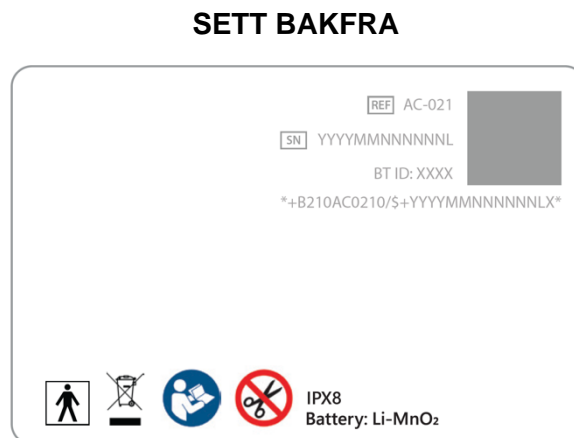 SETT BAKFRA
REF AC-021
SN YYYYMMNNNNNNL
BT ID: XXXX
*+B210AC0210/$+YYYYMMNNNNNNLX*
IPX8
Battery: Li-MnO₂